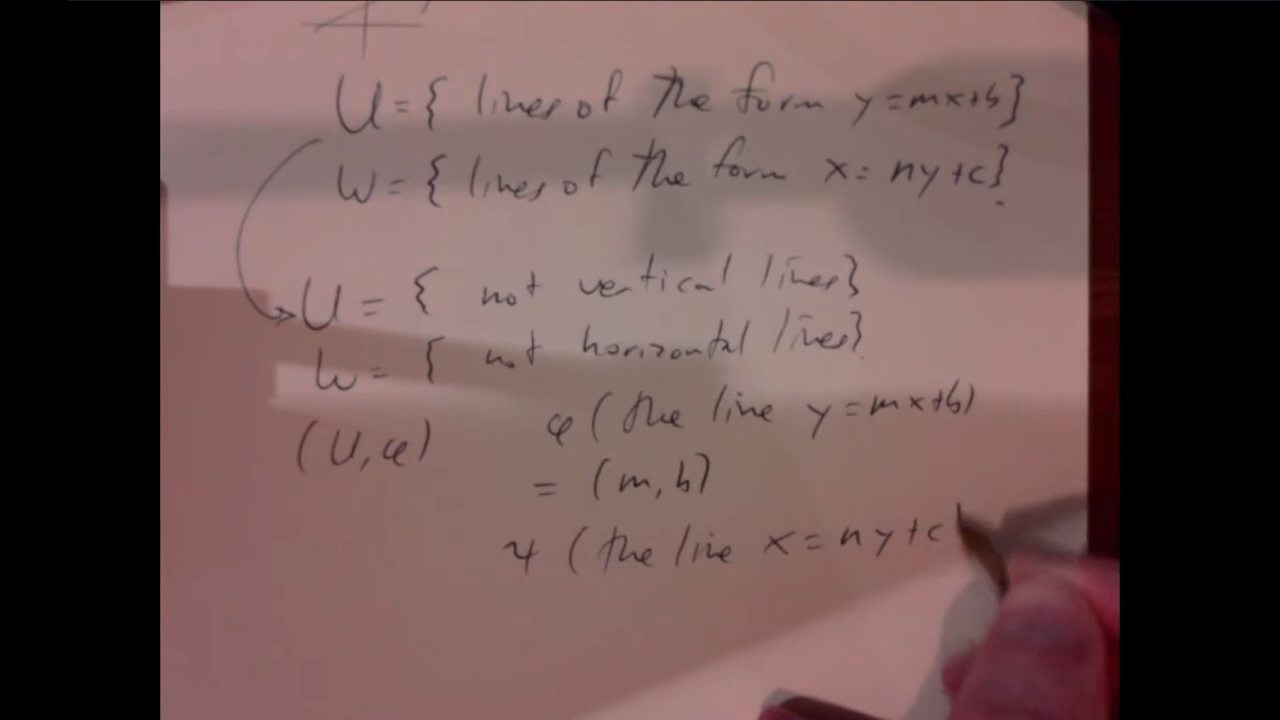 U = { lines of the form y=mx+b}
W = { lines of the form x= ny+c}.
U = { not vertical lines}
W = { not horizontal lines}.
(U, φ) φ (the line y=mx+b)
= (m, b)
ψ (the line x=ny+c)